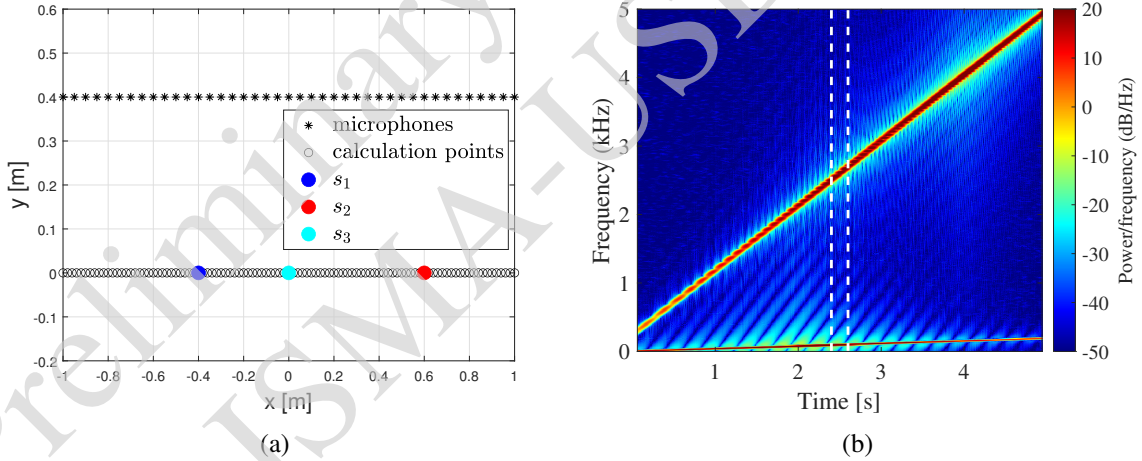 0.6
0.5
0.4
0.3
0.2
0.1
0
-0.1
-0.2
y [m]
-1 -0.8 -0.6 -0.4 -0.2 0 0.2 0.4 0.6 0.8 1
x [m]
microphones
calculation points
s1
s2
s3
(a)
5
4
3
2
1
0
Frequency (kHz)
1 2 3 4
Time [s]
20
10
0
-10
-20
-30
-40
-50
Power/frequency (dB/Hz)
(b)
Preliminary
ISMA-US